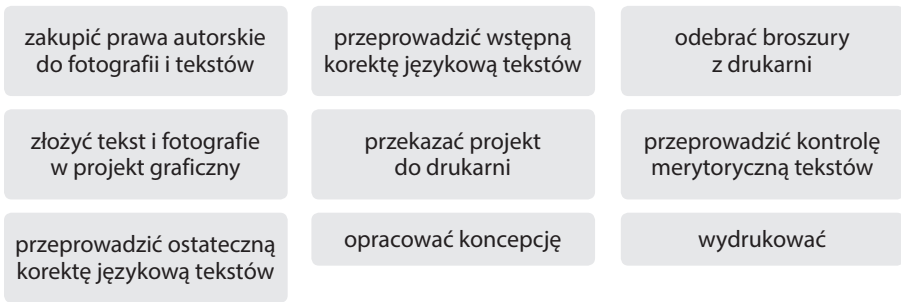 zakupić prawa autorskie
do fotografii i tekstów
przeprowadzić wstępną
korektę językową tekstów
odebrać broszury
z drukarni
złożyć tekst i fotografie
w projekt graficzny
przekazać projekt
do drukarni
przeprowadzić kontrolę
merytoryczną tekstów
przeprowadzić ostateczną
korektę językową tekstów
opracować koncepcję
wydrukować